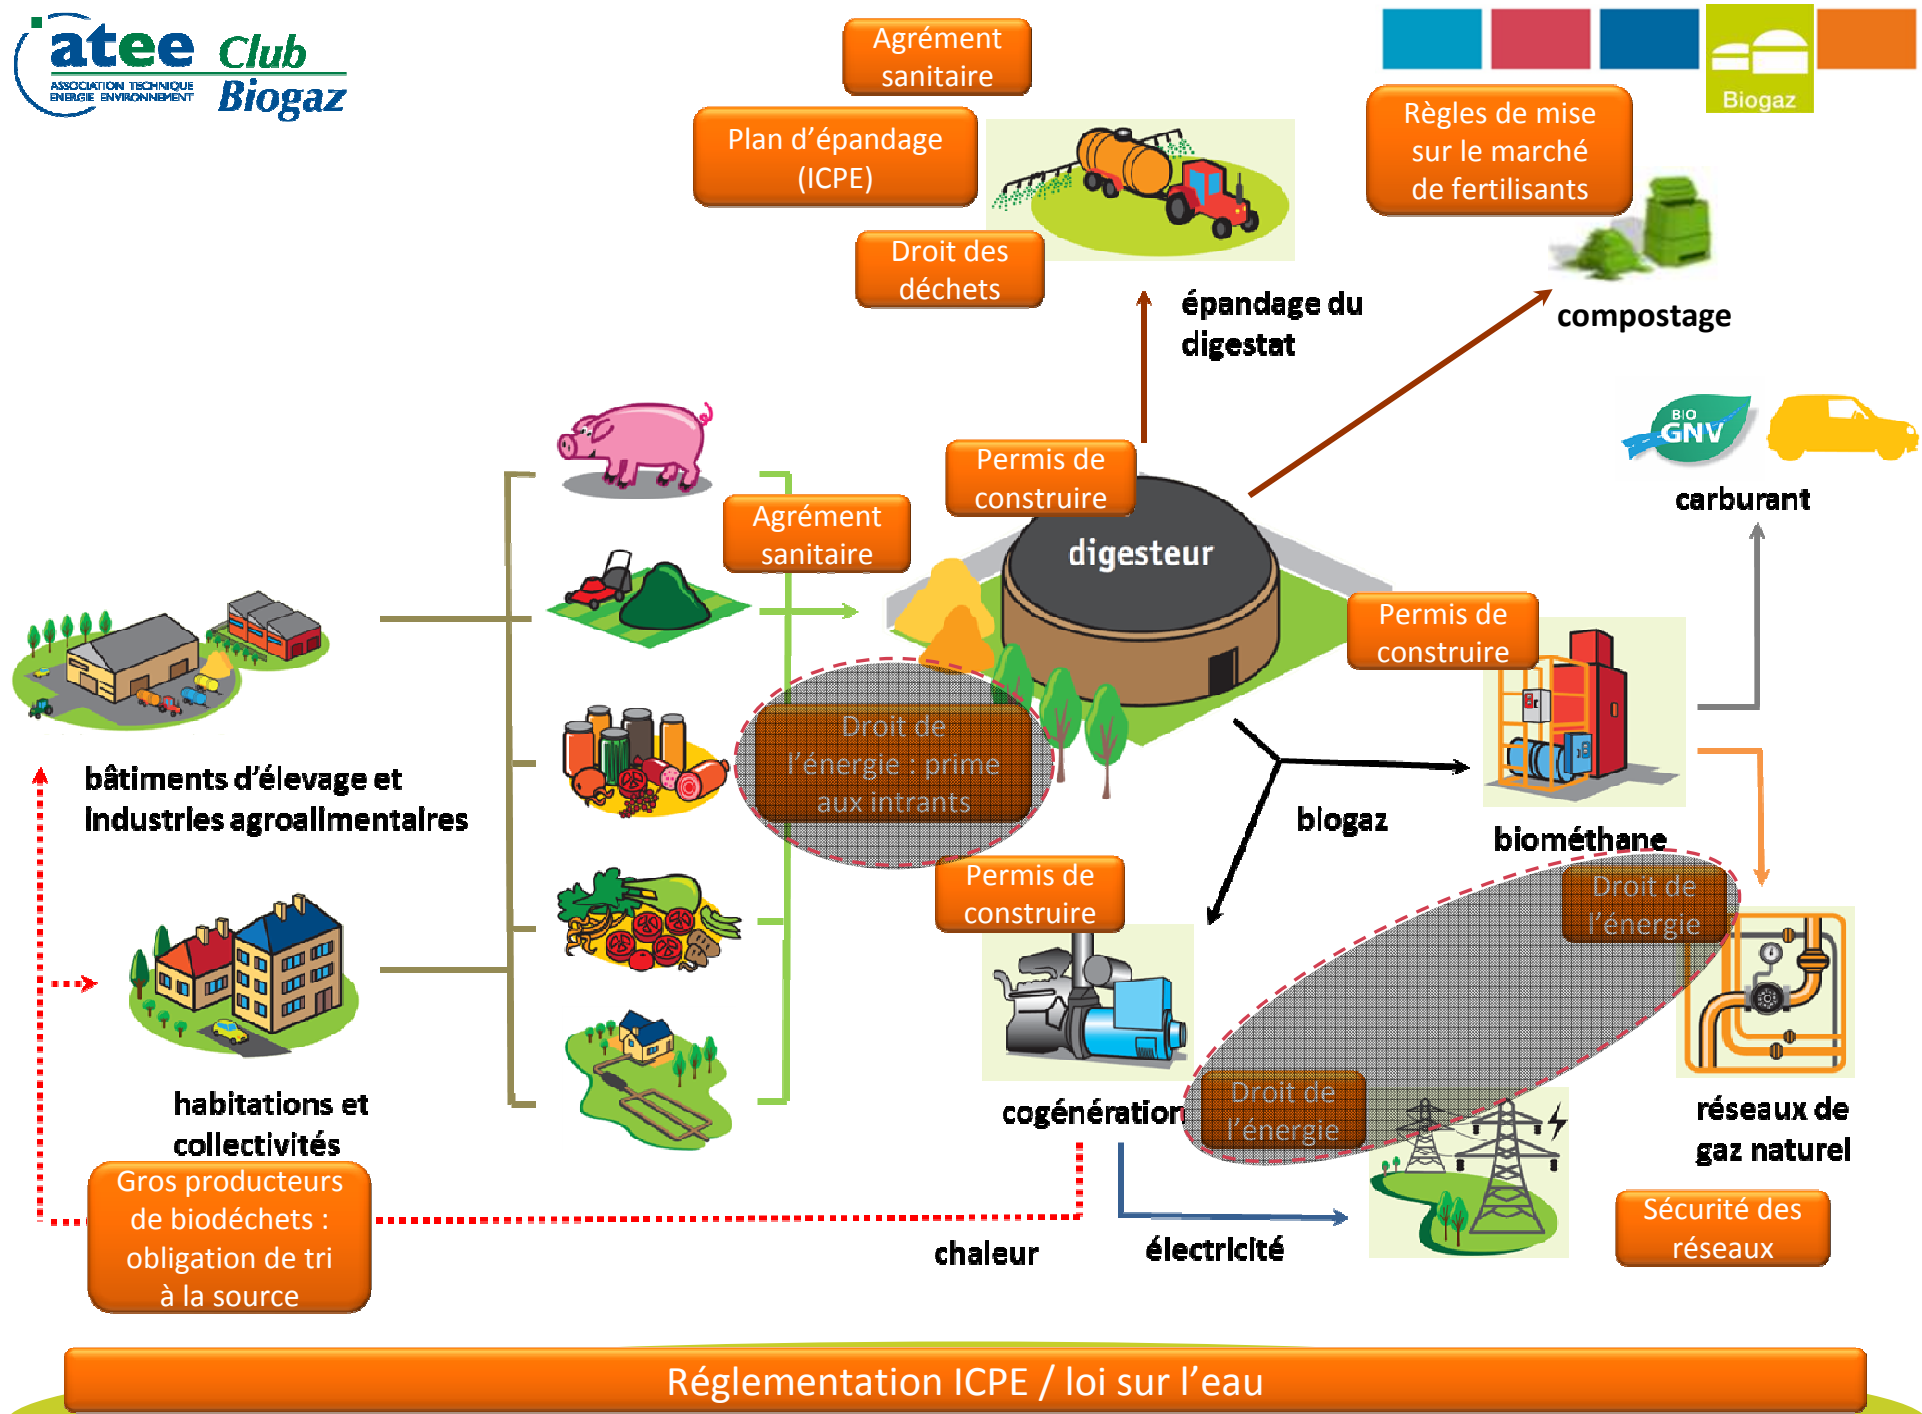 atee Club
ASSOCIATION TECHNIQUE
ENERGIE ENVIRONNEMENT
Biogaz
Agrément
sanitaire
Biogaz
Plan d'épandage
(ICPE)
Règles de mise
sur le marché
de fertilisants
Droit des
déchets
épandage du
digestat
compostage
BIO
GNV
carburant
Permis de
construire
Agrément
sanitaire
digesteur
Permis de
construire
bâtiments d'élevage et
industries agroalimentaires
Droit de
l'énergie : prime
aux intrants
biogaz
biométhane
Permis de
construire
Droit de
l'énergie
habitations et
collectivités
cogénération
Droit de
l'énergie
réseaux de
gaz naturel
Gros producteurs
de biodéchets :
obligation de tri
à la source
chaleur
électricité
Sécurité des
réseaux
Réglementation ICPE / loi sur l'eau